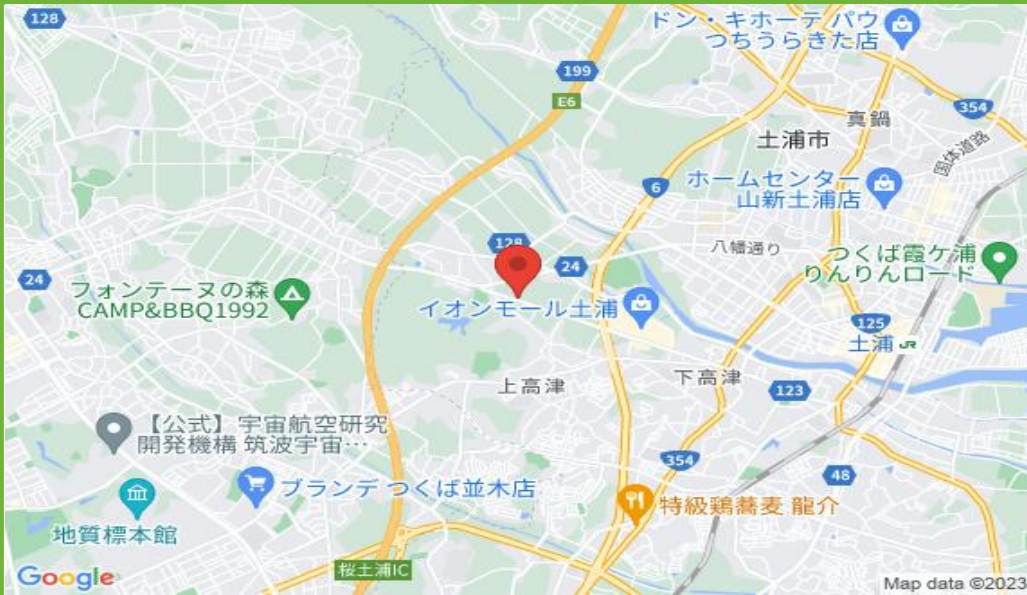 128
ドン・キホーテ パウ
つちうらきた店
199
E6
354
真鍋
土浦市
国体道路
6
ホームセンター
山新土浦店
八幡通り
128
24
つくば霞ケ浦
りんりんロード
24
フォンテーヌの森
CAMP&BBQ1992
イオンモール土浦
125
土浦 JR
上高津
下高津
123
【公式】宇宙航空研究
開発機構 筑波宇宙…
354
48
ブランデ つくば並木店
特級鶏蕎麦 龍介
地質標本館
桜土浦IC
Google
Map data ©2023